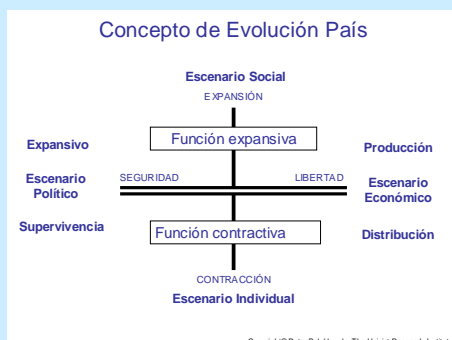 Concepto de Evolución País
Escenario Social
EXPANSIÓN
Función expansiva
Expansivo
Producción
SEGURIDAD
LIBERTAD
Escenario
Político
Escenario
Económico
Supervivencia
Función contractiva
Distribución
CONTRACCIÓN
Escenario Individual